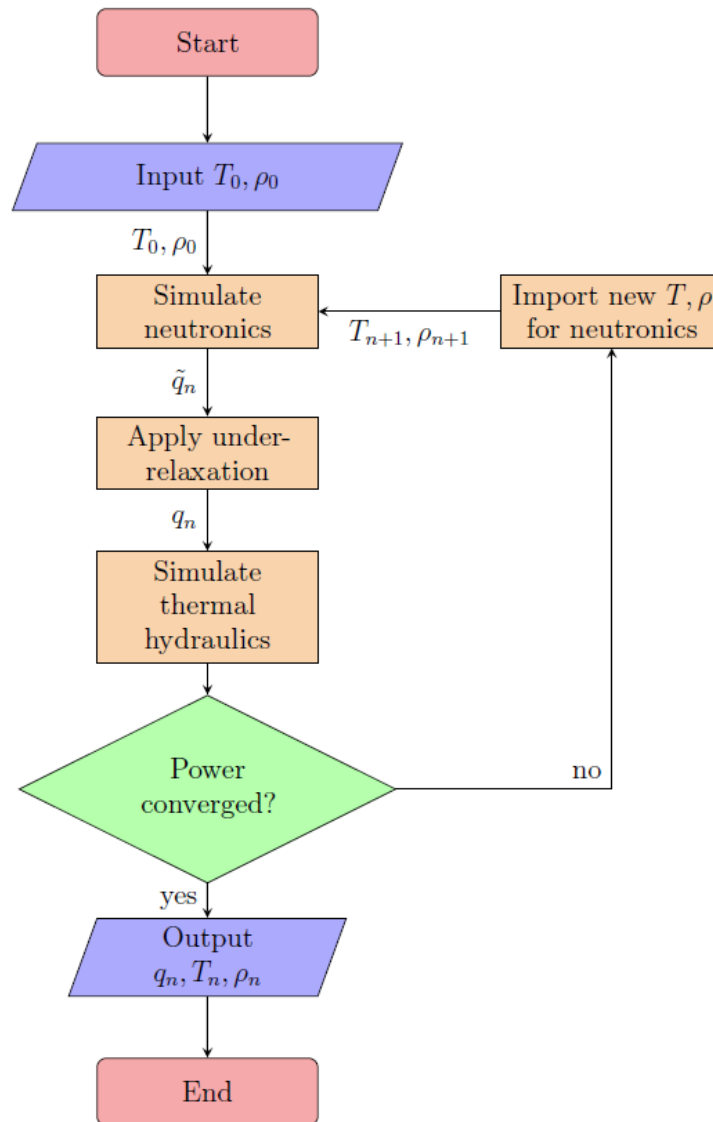 Start
Input T₀, ρ₀
T₀, ρ₀
Simulate
neutronics
Import new T, ρ
for neutronics
Tₙ₊₁, ρₙ₊₁
q̃ₙ
Apply under-
relaxation
qₙ
Simulate
thermal
hydraulics
Power
converged?
no
yes
Output
qₙ, Tₙ, ρₙ
End